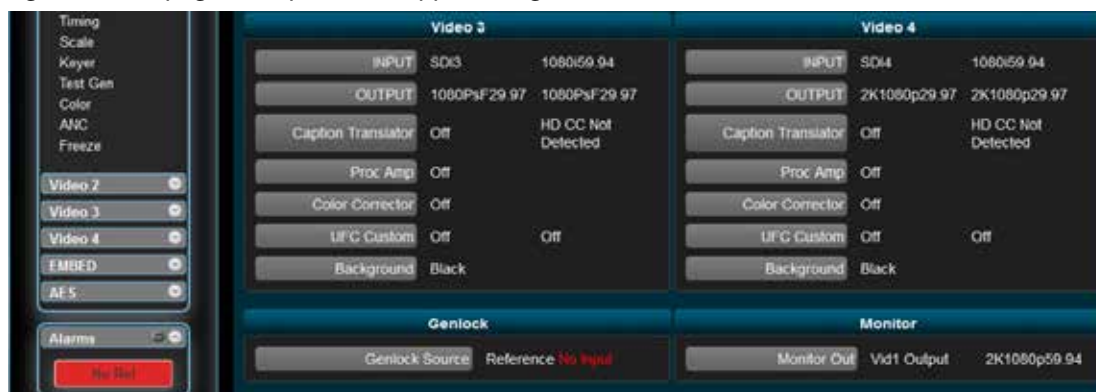 Timing
Scale
Keyer
Test Gen
Color
ANC
Freeze
Video 2
Video 3
Video 4
EMBED
AES
Alarms
No Ref
Video 3
INPUT SDI3 1080i59.94
OUTPUT 1080PsF29.97 1080PsF29.97
Caption Translator Off HD CC Not
Detected
Proc Amp Off
Color Corrector Off
UFC Custom Off Off
Background Black
Video 4
INPUT SDI4 1080i59.94
OUTPUT 2K1080p29.97 2K1080p29.97
Caption Translator Off HD CC Not
Detected
Proc Amp Off
Color Corrector Off
UFC Custom Off Off
Background Black
Genlock
Genlock Source Reference No Input
Monitor
Monitor Out Vid1 Output 2K1080p59.94